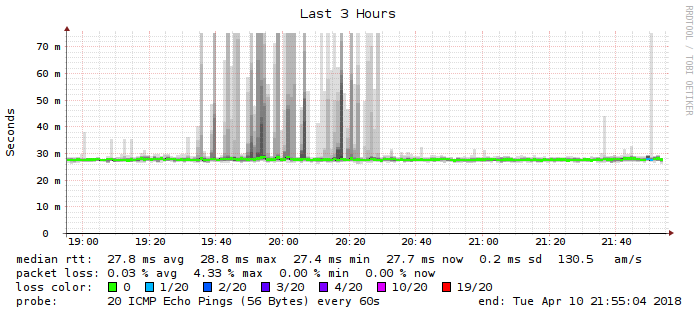 Last 3 Hours
RRDTOOL / TOBI OETIKER
Seconds
70 m
60 m
50 m
40 m
30 m
20 m
10 m
0
19:00 19:20 19:40 20:00 20:20 20:40 21:00 21:20 21:40
median rtt: 27.8 ms avg 28.8 ms max 27.4 ms min 27.7 ms now 0.2 ms sd 130.5 am/s
packet loss: 0.03 % avg 4.33 % max 0.00 % min 0.00 % now
loss color: 0 1/20 2/20 3/20 4/20 10/20 19/20
probe: 20 ICMP Echo Pings (56 Bytes) every 60s end: Tue Apr 10 21:55:04 2018